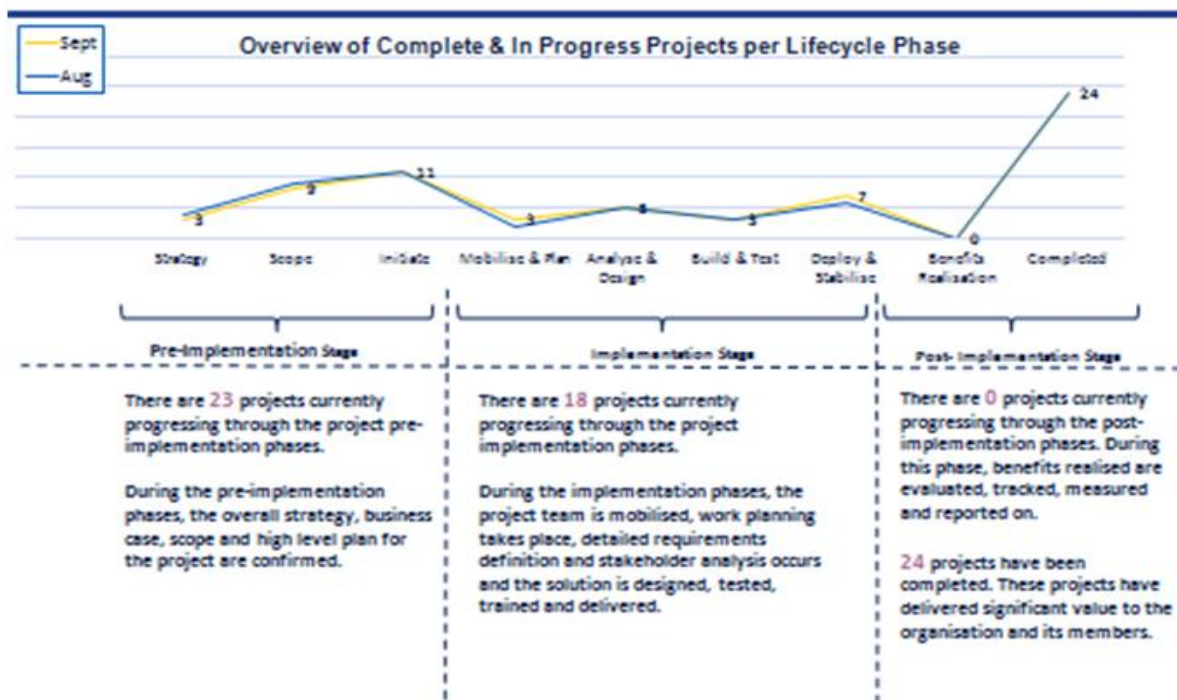 Sept
Aug
Overview of Complete & In Progress Projects per Lifecycle Phase
24
3
9
11
3
5
3
7
0
Strategy
Scope
Initiate
Mobilise & Plan
Analyse &
Design
Build & Test
Deploy &
Stabilise
Benefits
Realisation
Completed
Pre-Implementation Stage
Implementation Stage
Post- Implementation Stage
There are 23 projects currently
progressing through the project pre-
implementation phases.
During the pre-implementation
phases, the overall strategy, business
case, scope and high level plan for
the project are confirmed.
There are 18 projects currently
progressing through the project
implementation phases.
During the implementation phases, the
project team is mobilised, work planning
takes place, detailed requirements
definition and stakeholder analysis occurs
and the solution is designed, tested,
trained and delivered.
There are 0 projects currently
progressing through the post-
implementation phases. During
this phase, benefits realised are
evaluated, tracked, measured
and reported on.
24 projects have been
completed. These projects have
delivered significant value to the
organisation and its members.